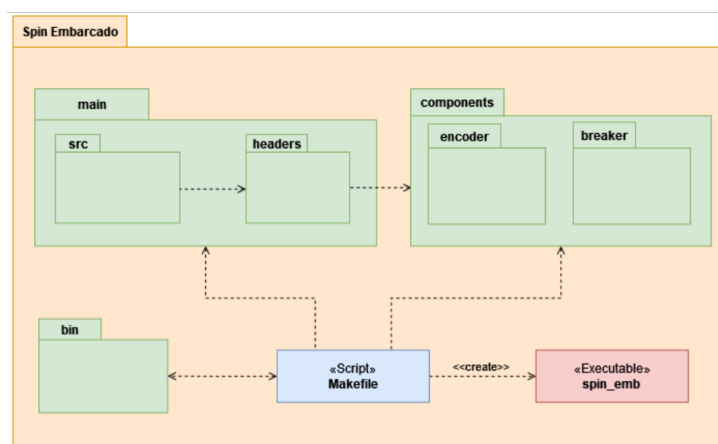 Spin Embarcado
main
components
src
headers
encoder
breaker
bin
«Script»
Makefile
<<create>>
«Executable»
spin_emb